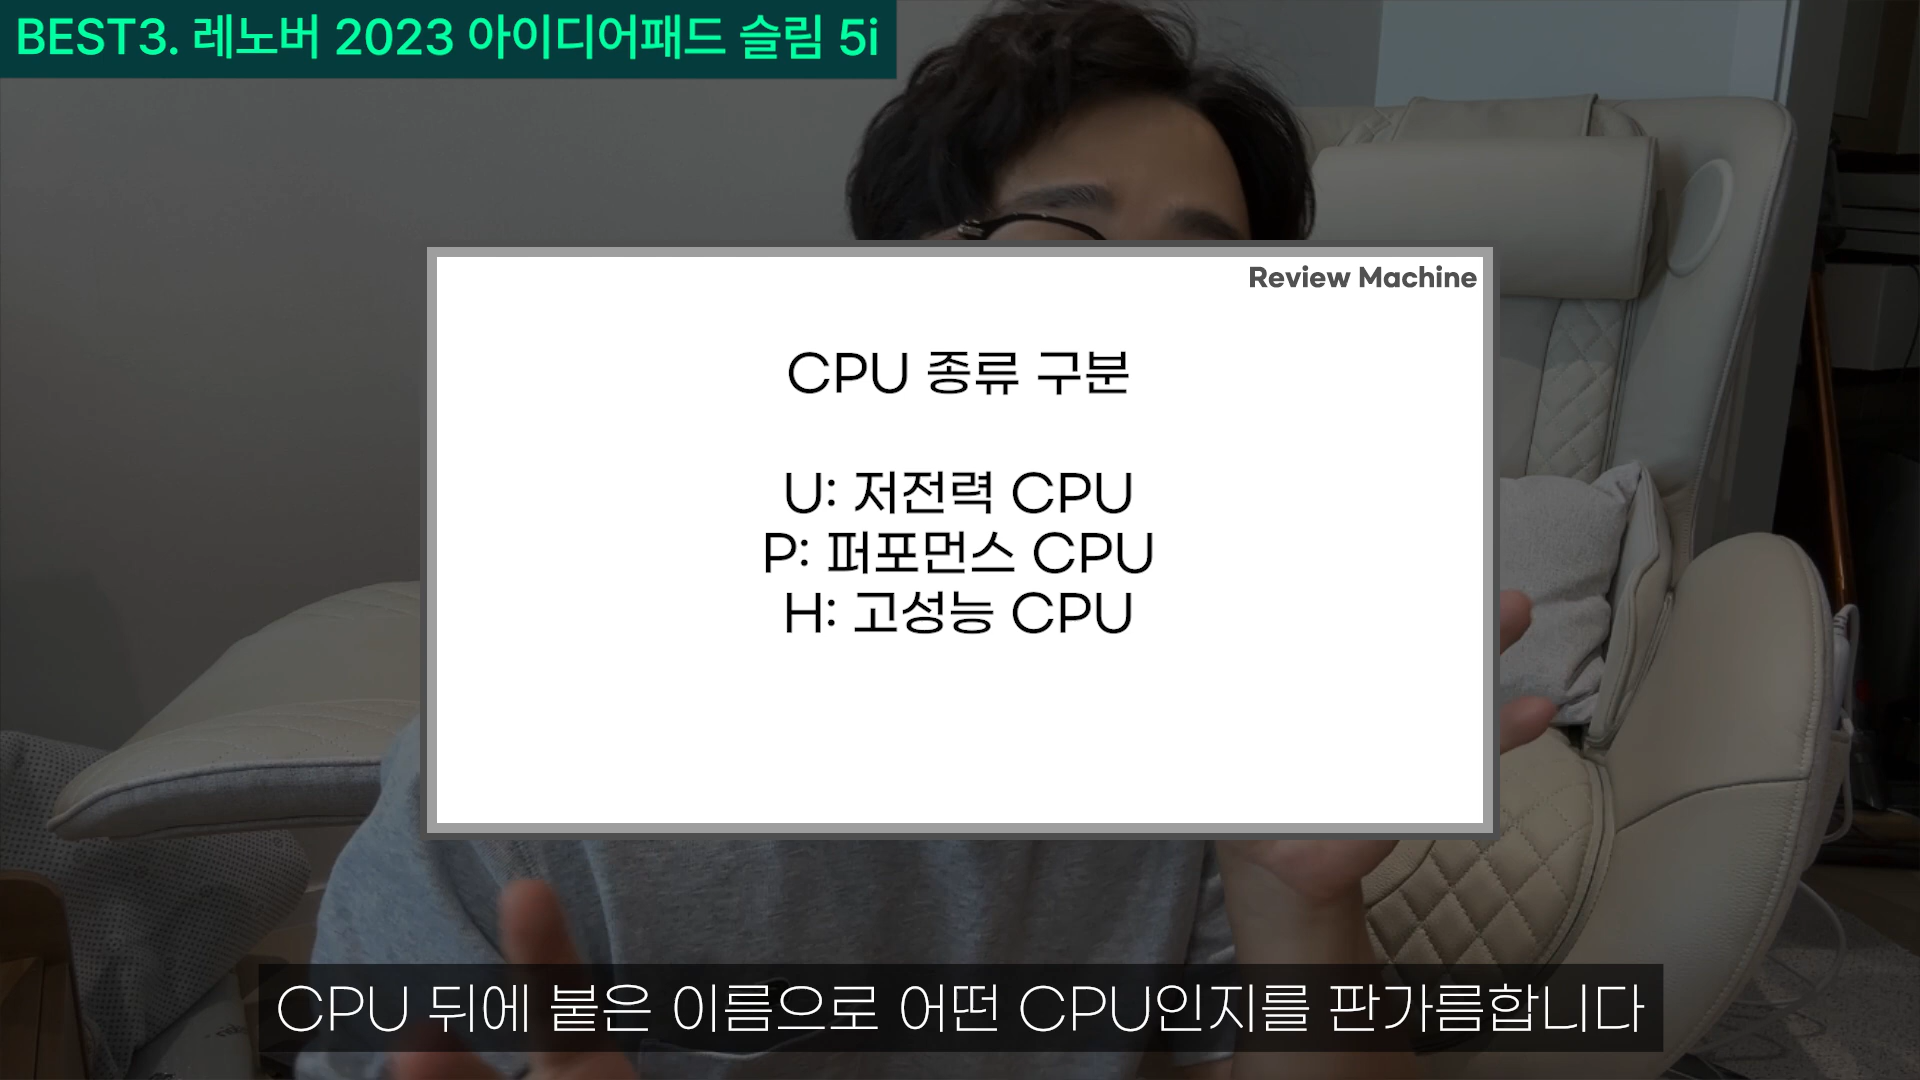 BEST3. 레노버 2023 아이디어패드 슬림 5i
Review Machine
CPU 종류 구분
U: 저전력 CPU
P: 퍼포먼스 CPU
H: 고성능 CPU
CPU 뒤에 붙은 이름으로 어떤 CPU인지를 판가름합니다